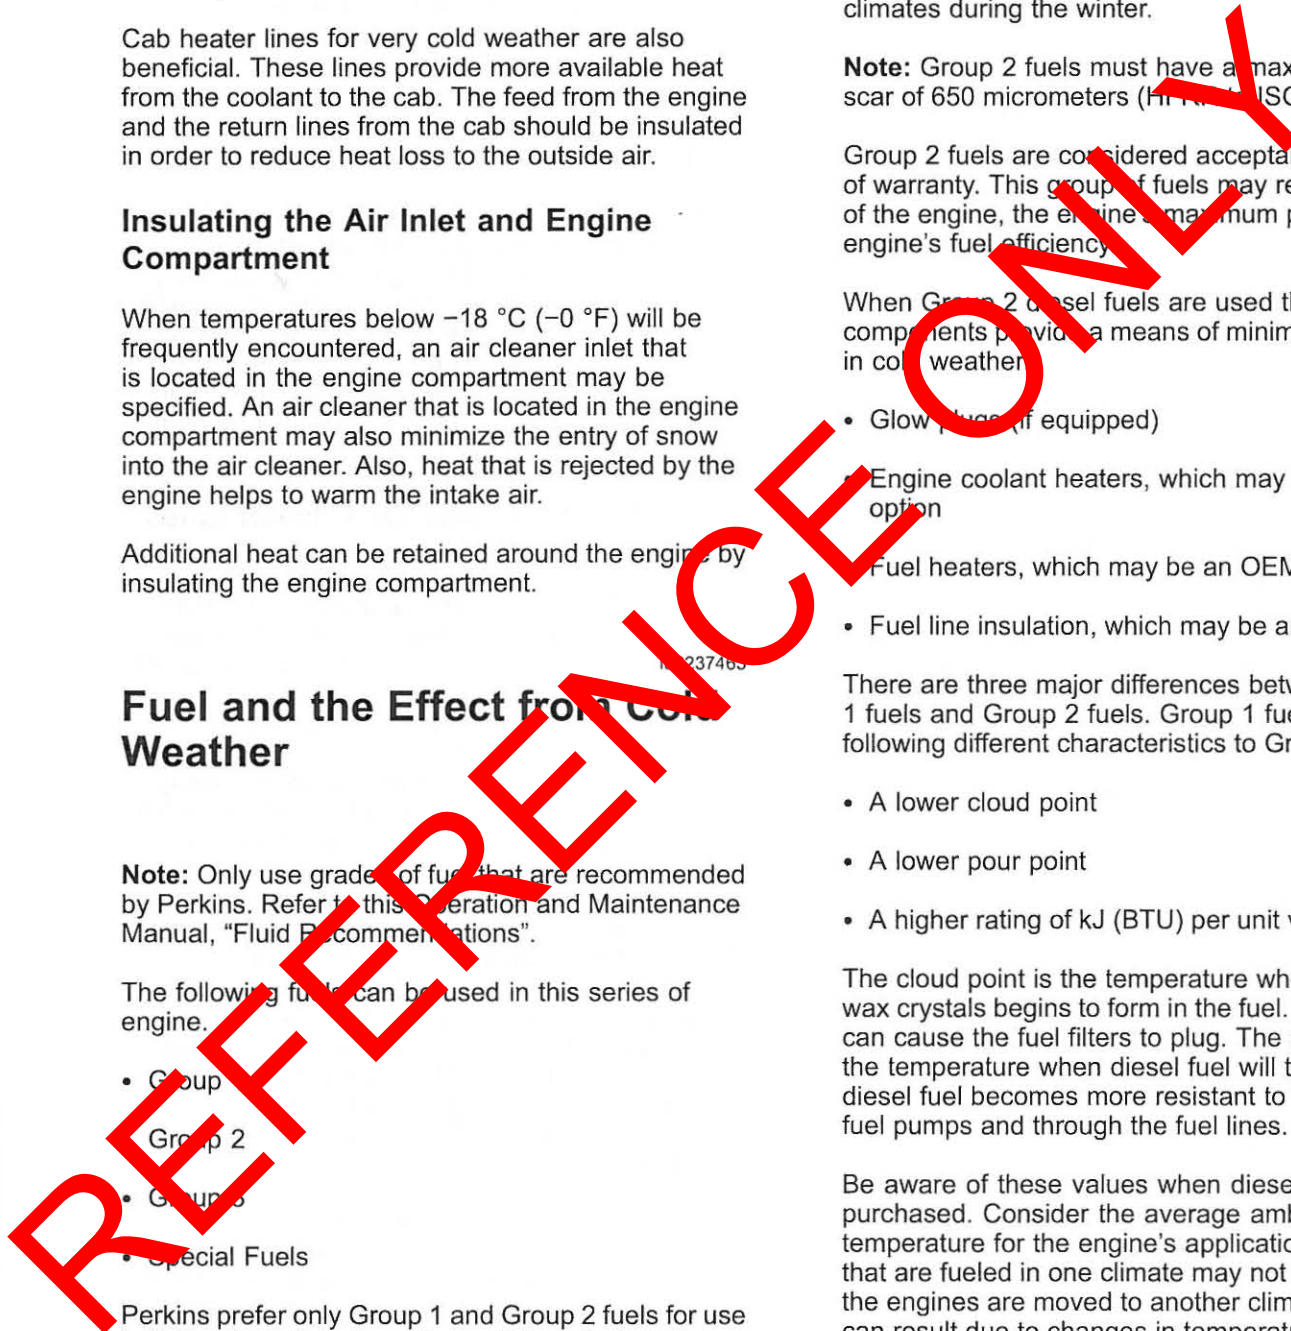 Cab heater lines for very cold weather are also
beneficial. These lines provide more available heat
from the coolant to the cab. The feed from the engine
and the return lines from the cab should be insulated
in order to reduce heat loss to the outside air.
Insulating the Air Inlet and Engine
Compartment
When temperatures below −18 °C (−0 °F) will be
frequently encountered, an air cleaner inlet that
is located in the engine compartment may be
specified. An air cleaner that is located in the engine
compartment may also minimize the entry of snow
into the air cleaner. Also, heat that is rejected by the
engine helps to warm the intake air.
Additional heat can be retained around the engine by
insulating the engine compartment.
Fuel and the Effect from Cold
Weather
Note: Only use grades of fuel that are recommended
by Perkins. Refer to this Operation and Maintenance
Manual, “Fluid Recommendations”.
The following fuels can be used in this series of
engine.
• Group
Group 2
• Group 3
• Special Fuels
Perkins prefer only Group 1 and Group 2 fuels for use
climates during the winter.
Note: Group 2 fuels must have a
scar of 650 micrometers
Group 2 fuels are considered
of warranty. This group of fuels may
of the engine, the engine's maximum
engine’s fuel efficiency
When Group 2 diesel fuels are used
components provide a means of
in cold weather
• Glow plugs (if equipped)
• Engine coolant heaters, which may
option
Fuel heaters, which may be an OEM
• Fuel line insulation, which may be
There are three major differences
1 fuels and Group 2 fuels. Group 1
following different characteristics to
• A lower cloud point
• A lower pour point
• A higher rating of kJ (BTU) per unit
The cloud point is the temperature
wax crystals begins to form in the fuel.
can cause the fuel filters to plug. The
the temperature when diesel fuel will
diesel fuel becomes more resistant to
fuel pumps and through the fuel lines.
Be aware of these values when
purchased. Consider the average
temperature for the engine’s
that are fueled in one climate may not
the engines are moved to another
can result due to changes in
REFERENCE ONLY